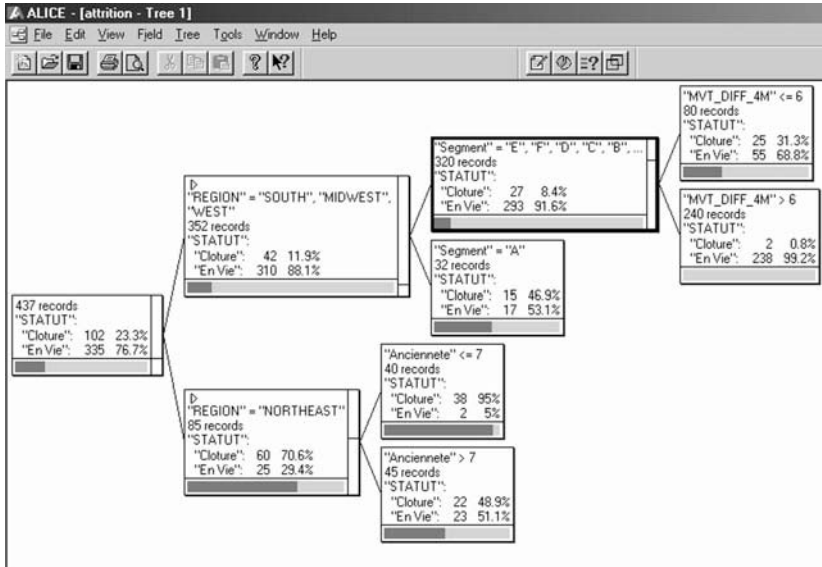 ALICE - [attrition - Tree 1]
File Edit View Field Tree Tools Window Help
437 records
"STATUT":
"Cloture": 102 23.3%
"En Vie": 335 76.7%
"REGION" = "SOUTH", "MIDWEST",
"WEST"
352 records
"STATUT":
"Cloture": 42 11.9%
"En Vie": 310 88.1%
"REGION" = "NORTHEAST"
85 records
"STATUT":
"Cloture": 60 70.6%
"En Vie": 25 29.4%
"Segment" = "E", "F", "D", "C", "B", ...
320 records
"STATUT":
"Cloture": 27 8.4%
"En Vie": 293 91.6%
"Segment" = "A"
32 records
"STATUT":
"Cloture": 15 46.9%
"En Vie": 17 53.1%
"Anciennete" <= 7
40 records
"STATUT":
"Cloture": 38 95%
"En Vie": 2 5%
"Anciennete" > 7
45 records
"STATUT":
"Cloture": 22 48.9%
"En Vie": 23 51.1%
"MVT_DIFF_4M" <= 6
80 records
"STATUT":
"Cloture": 25 31.3%
"En Vie": 55 68.8%
"MVT_DIFF_4M" > 6
240 records
"STATUT":
"Cloture": 2 0.8%
"En Vie": 238 99.2%